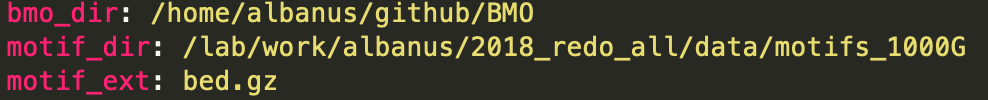 bmo_dir: /home/albanus/github/BMO
motif_dir: /lab/work/albanus/2018_redo_all/data/motifs_1000G
motif_ext: bed.gz